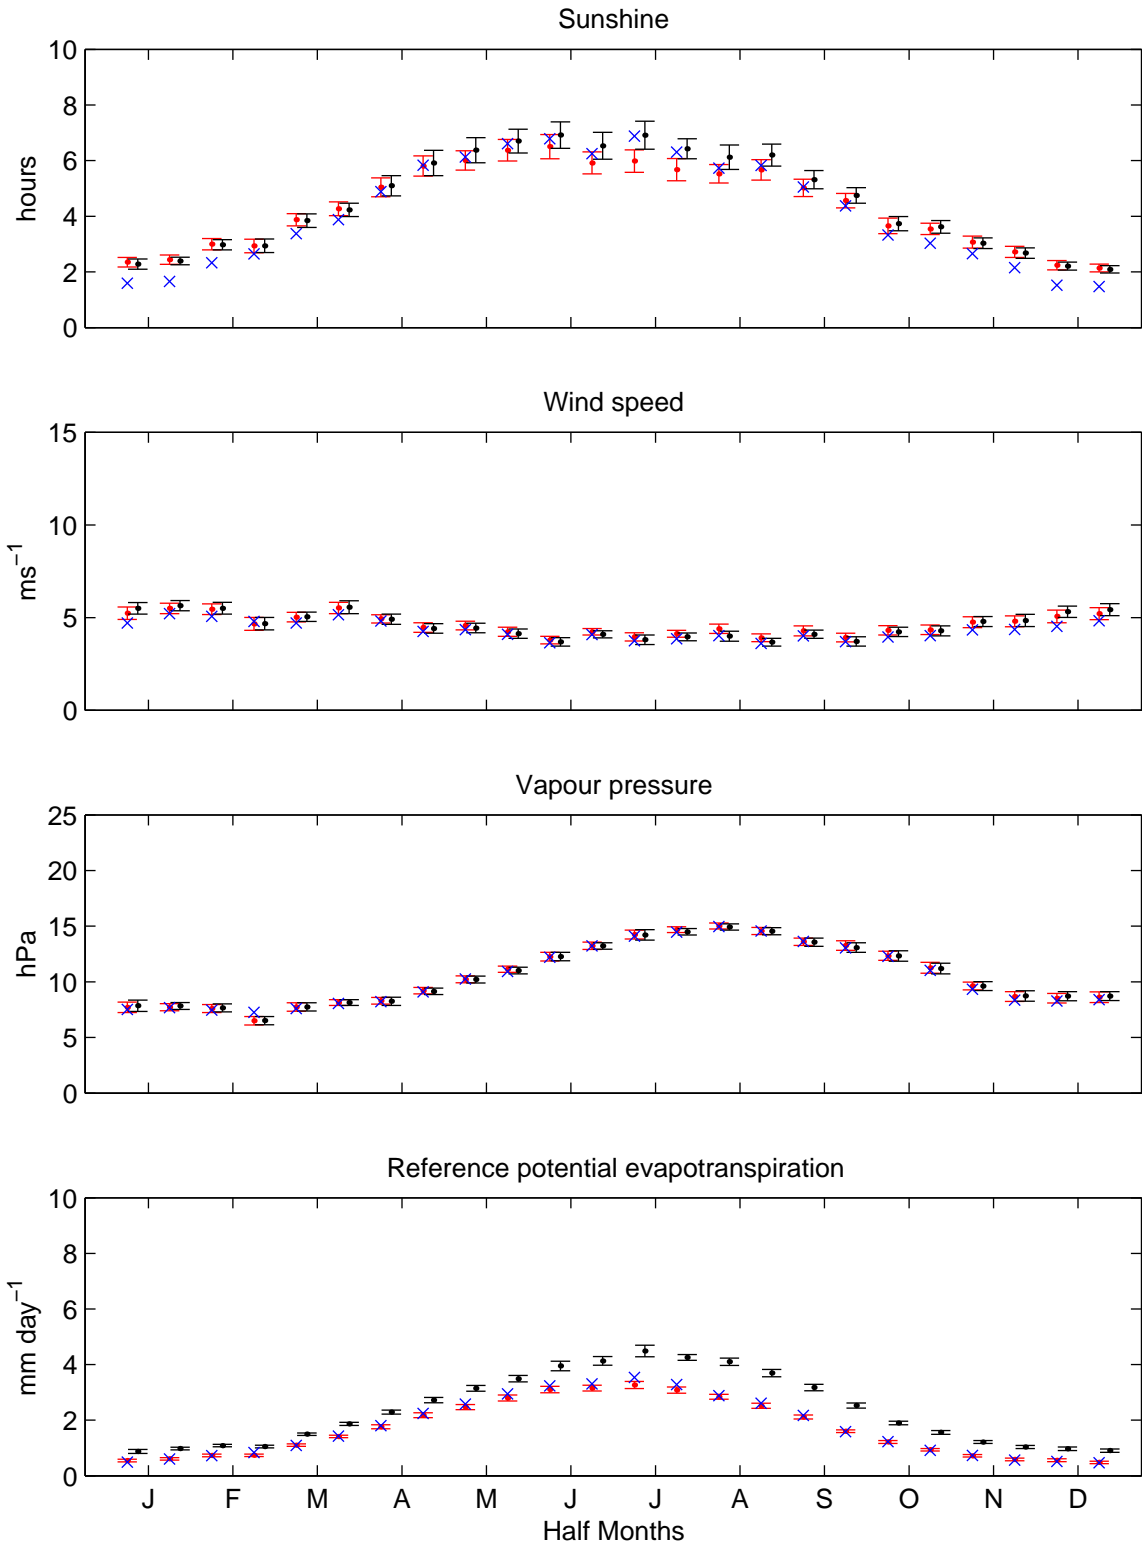 Sunshine
10
8
6
4
2
0
hours
Wind speed
15
10
5
0
ms⁻¹
Vapour pressure
25
20
15
10
5
0
hPa
Reference potential evapotranspiration
10
8
6
4
2
0
mm day⁻¹
J F M A M J J A S O N D
Half Months